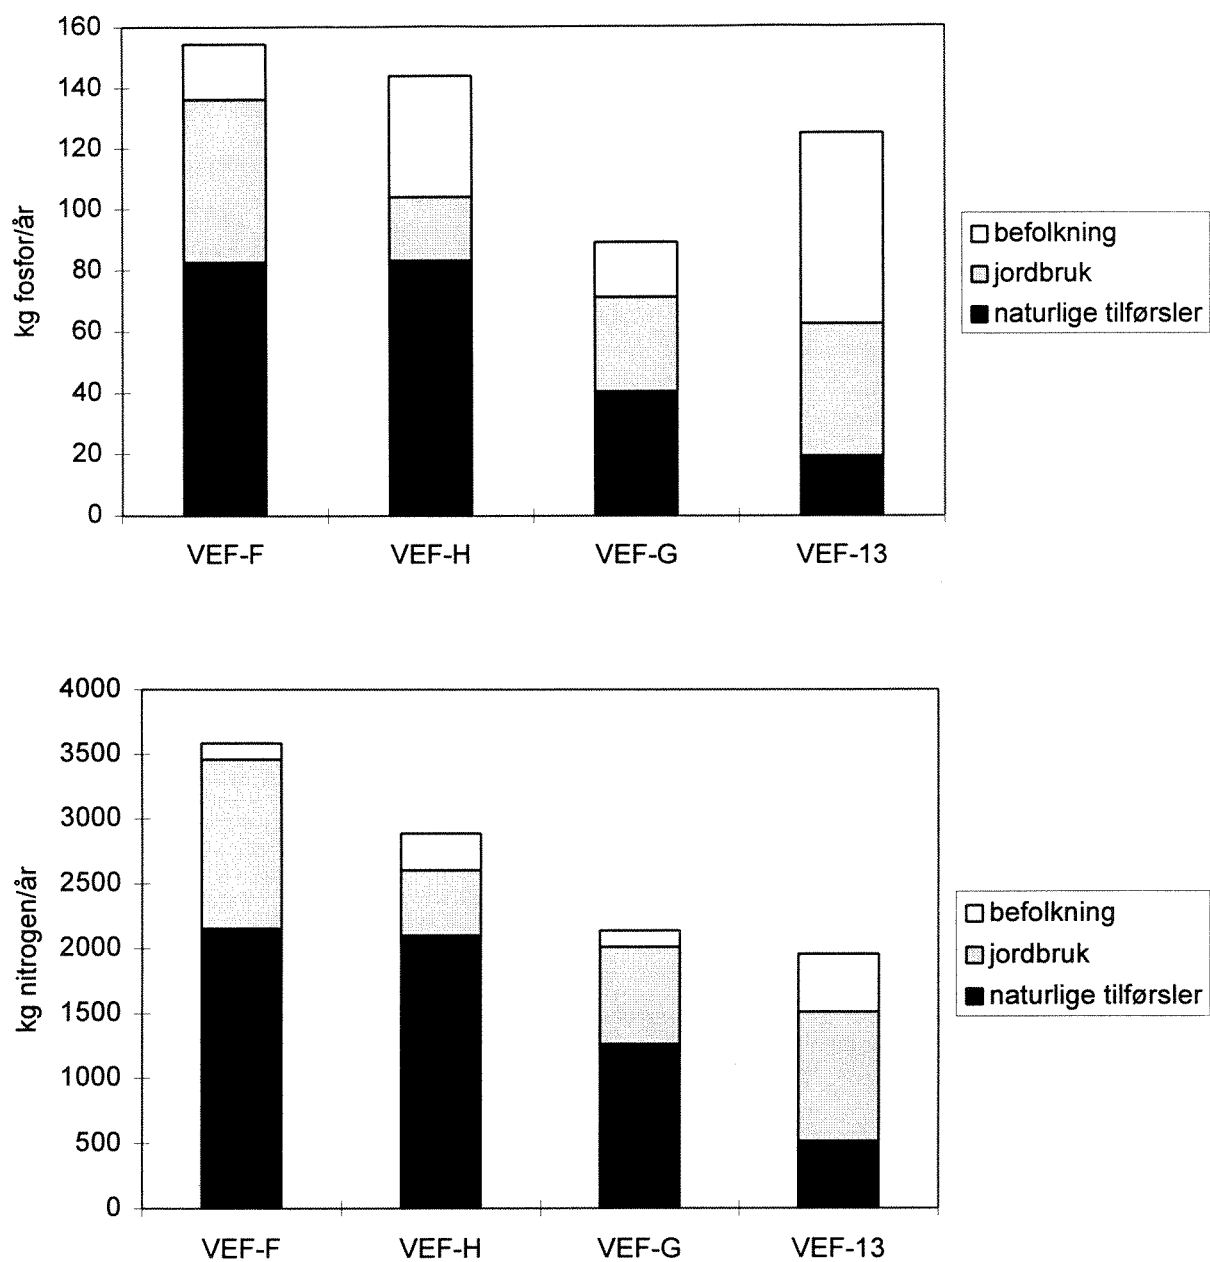 160
140
120
100
80
60
40
20
0
kg fosfor/år
VEF-F VEF-H VEF-G VEF-13
befolkning
jordbruk
naturlige tilførsler
4000
3500
3000
2500
2000
1500
1000
500
0
kg nitrogen/år
VEF-F VEF-H VEF-G VEF-13
befolkning
jordbruk
naturlige tilførsler